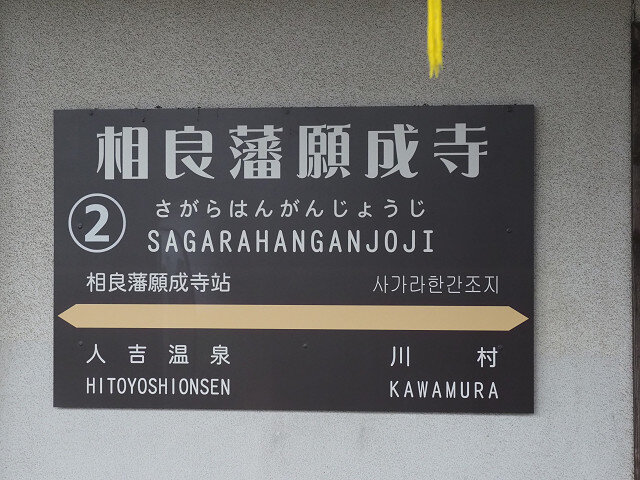 相良藩願成寺
② さがらはんがんじょうじ
SAGARAHANGANJOJI
相良藩願成寺站 사가라한간조지
人吉温泉 川村
HITOYOSHIONSEN KAWAMURA